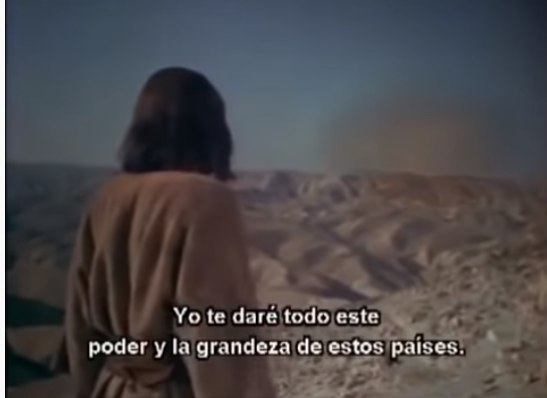 Yo te daré todo este
poder y la grandeza de estos países.